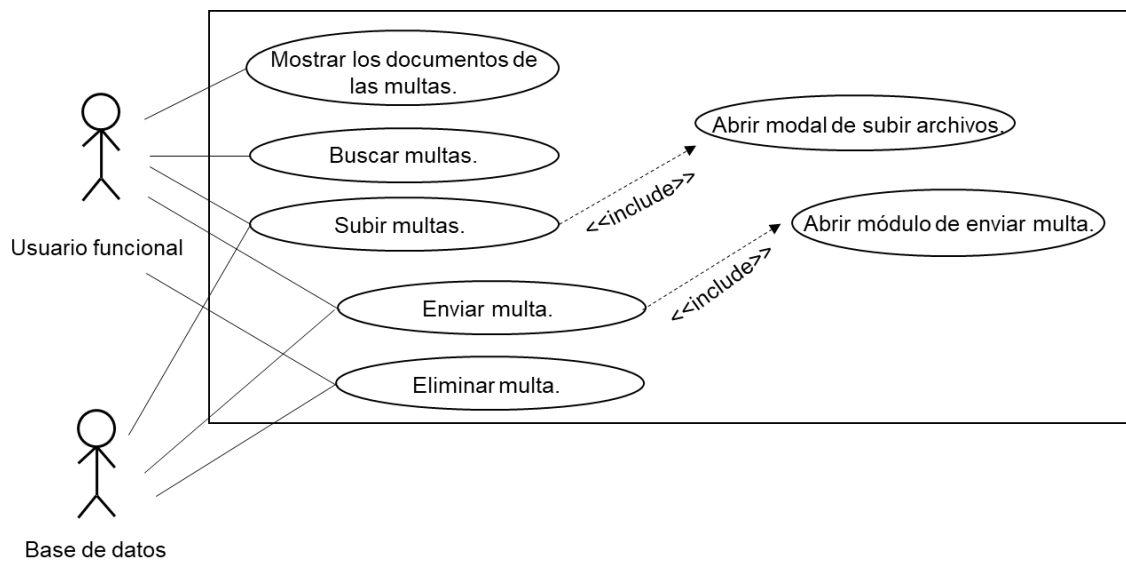 Mostrar los documentos de
las multas.
Abrir modal de subir archivos.
Buscar multas.
<<include>>
Subir multas.
Abrir módulo de enviar multa.
Usuario funcional
<<include>>
Enviar multa.
Eliminar multa.
Base de datos